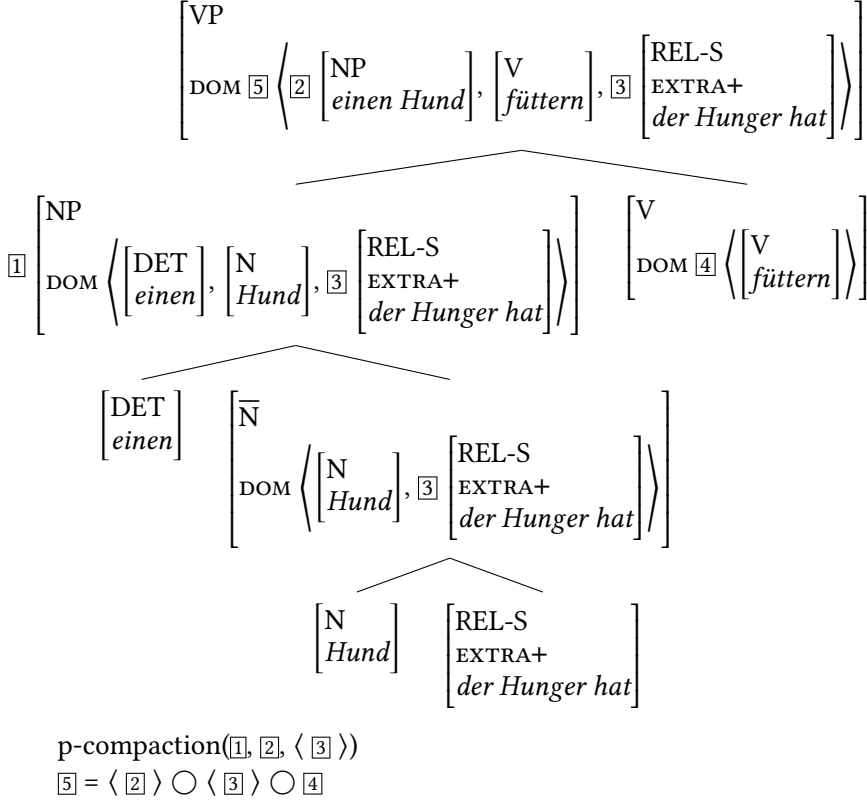 VP
DOM 5 ⟨ 2 [NP einen Hund], [V füttern], 3 [REL-S EXTRA+ der Hunger hat] ⟩
1 NP
DOM ⟨ [DET einen], [N Hund], 3 [REL-S EXTRA+ der Hunger hat] ⟩
V
DOM 4 ⟨ [V füttern] ⟩
DET
einen
N̅
DOM ⟨ [N Hund], 3 [REL-S EXTRA+ der Hunger hat] ⟩
N
Hund
REL-S
EXTRA+
der Hunger hat
p-compaction(1, 2, ⟨ 3 ⟩)
5 = ⟨ 2 ⟩ ◯ ⟨ 3 ⟩ ◯ 4